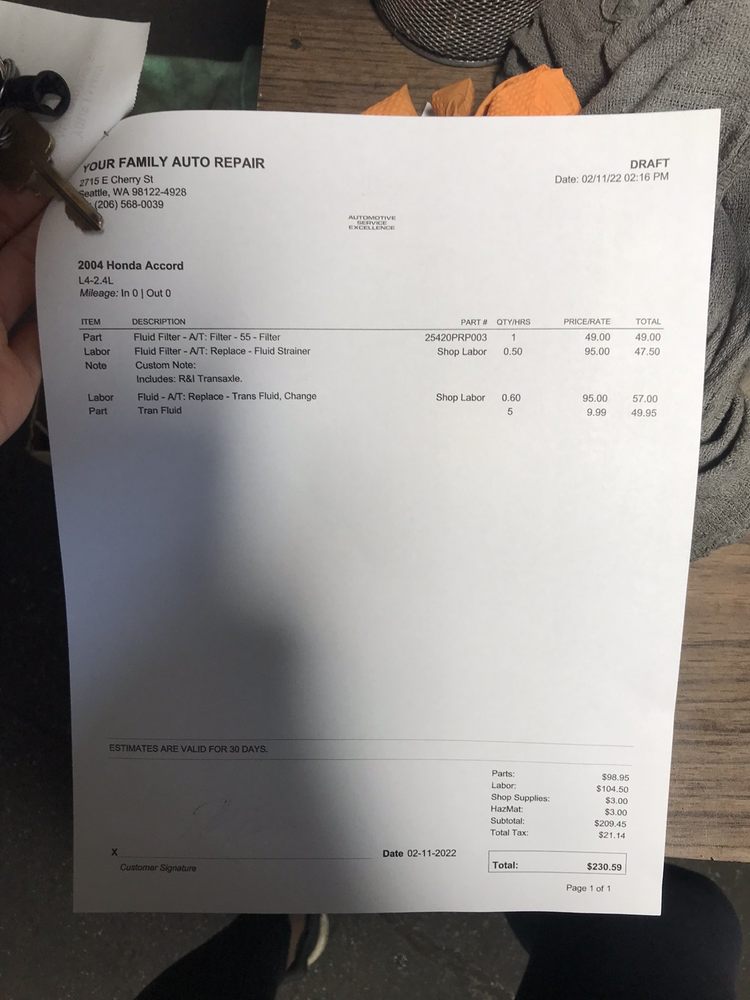 YOUR FAMILY AUTO REPAIR
2715 E Cherry St
Seattle, WA 98122-4928
(206) 568-0039
DRAFT
Date: 02/11/22 02:16 PM
AUTOMOTIVE
SERVICE
EXCELLENCE
2004 Honda Accord
L4-2.4L
Mileage: In 0 | Out 0
ITEM DESCRIPTION PART # QTY/HRS PRICE/RATE TOTAL
Part Fluid Filter - A/T: Filter - 55 - Filter 25420PRP003 1 49.00 49.00
Labor Fluid Filter - A/T: Replace - Fluid Strainer Shop Labor 0.50 95.00 47.50
Note Custom Note:
Includes: R&I Transaxle.
Labor Fluid - A/T: Replace - Trans Fluid, Change Shop Labor 0.60 95.00 57.00
Part Tran Fluid 5 9.99 49.95
ESTIMATES ARE VALID FOR 30 DAYS.
Parts: $98.95
Labor: $104.50
Shop Supplies: $3.00
HazMat: $3.00
Subtotal: $209.45
Total Tax: $21.14
X Date 02-11-2022
Customer Signature
Total: $230.59
Page 1 of 1